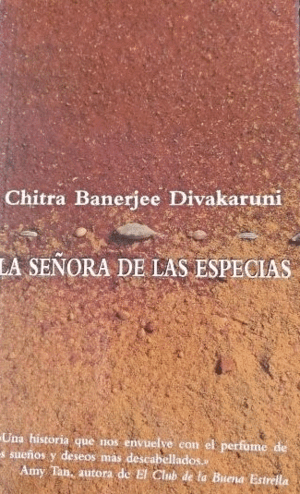 Chitra Banerjee Divakaruni
LA SEÑORA DE LAS ESPECIAS
«Una historia que nos envuelve con el perfume de
s sueños y deseos más descabellados.»
Amy Tan, autora de El Club de la Buena Estrella